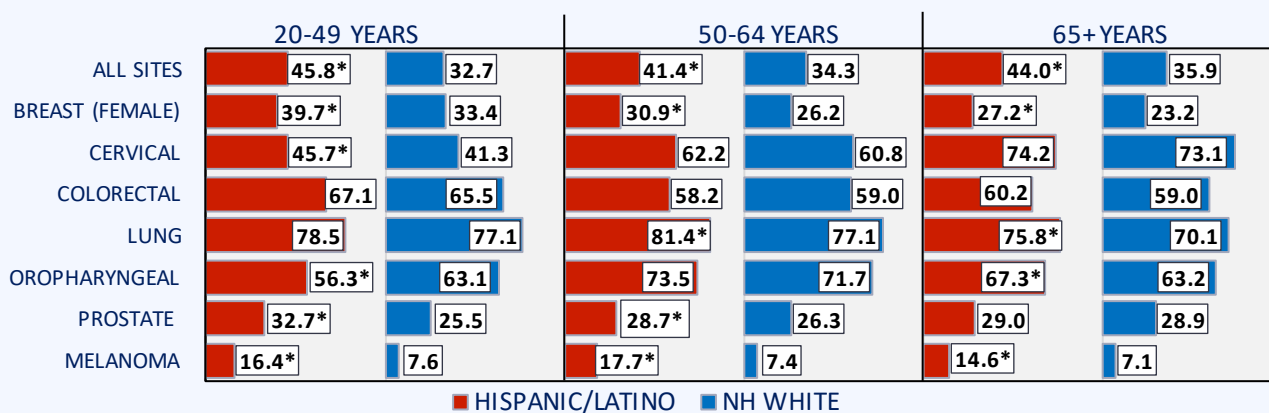 20-49 YEARS 50-64 YEARS 65+ YEARS
ALL SITES 45.8* 32.7 41.4* 34.3 44.0* 35.9
BREAST (FEMALE) 39.7* 33.4 30.9* 26.2 27.2* 23.2
CERVICAL 45.7* 41.3 62.2 60.8 74.2 73.1
COLORECTAL 67.1 65.5 58.2 59.0 60.2 59.0
LUNG 78.5 77.1 81.4* 77.1 75.8* 70.1
OROPHARYNGEAL 56.3* 63.1 73.5 71.7 67.3* 63.2
PROSTATE 32.7* 25.5 28.7* 26.3 29.0 28.9
MELANOMA 16.4* 7.6 17.7* 7.4 14.6* 7.1
HISPANIC/LATINO NH WHITE